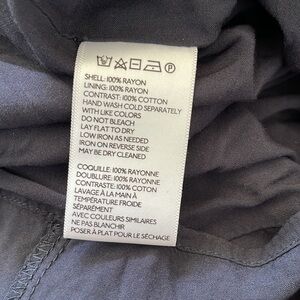 SHELL: 100% RAYON
LINING: 100% RAYON
CONTRAST: 100% COTTON
HAND WASH COLD SEPARATELY
WITH LIKE COLORS
DO NOT BLEACH
LAY FLAT TO DRY
LOW IRON AS NEEDED
IRON ON REVERSE SIDE
MAY BE DRY CLEANED
COQUILLE: 100% RAYONNE
DOUBLURE: 100% RAYONNE
CONTRASTE: 100% COTON
LAVAGE À LA MAIN À
TEMPÉRATURE FROIDE
SÉPARÉMENT
AVEC COULEURS SIMILAIRES
NE PAS BLANCHIR
POSER À PLAT POUR LE SÉCHAGE